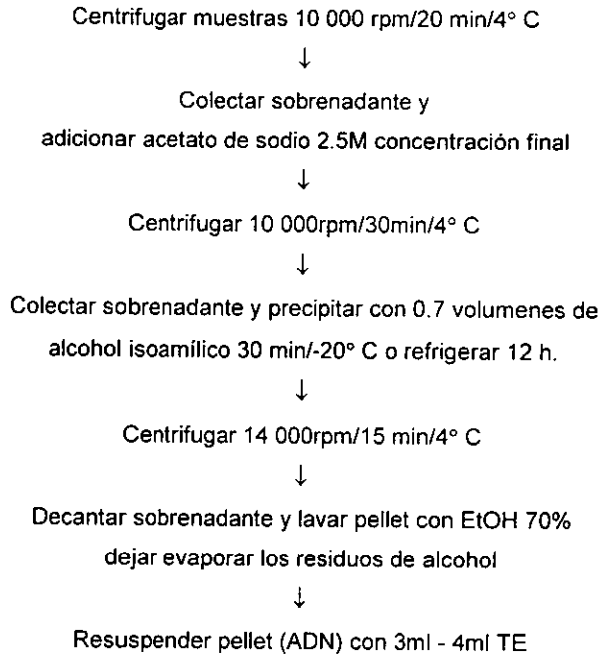 Centrifugar muestras 10 000 rpm/20 min/4° C
↓
Colectar sobrenadante y
adicionar acetato de sodio 2.5M concentración final
↓
Centrifugar 10 000rpm/30min/4° C
↓
Colectar sobrenadante y precipitar con 0.7 volumenes de
alcohol isoamílico 30 min/-20° C o refrigerar 12 h.
↓
Centrifugar 14 000rpm/15 min/4° C
↓
Decantar sobrenadante y lavar pellet con EtOH 70%
dejar evaporar los residuos de alcohol
↓
Resuspender pellet (ADN) con 3ml - 4ml TE